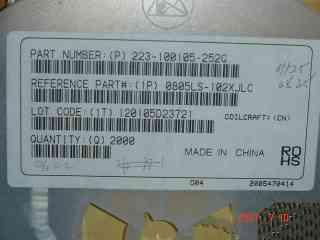 PART NUMBER:(P) 223-100105-252G
REFERENCE PART#:(1P) 0805LS-102XJLC
LOT CODE:(1T) 120105D2372
COILCRAFT:(CN)
QUANTITY:(Q) 2000
MADE IN CHINA
ROHS
D04
2005470414